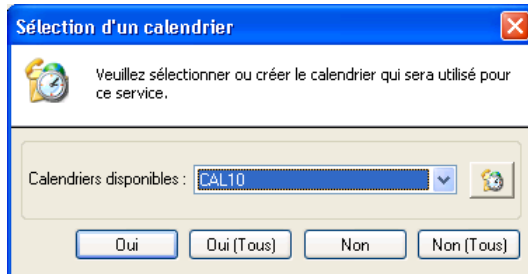 Sélection d'un calendrier
Veuillez sélectionner ou créer le calendrier qui sera utilisé pour
ce service.
Calendriers disponibles : CAL10
Oui Oui (Tous) Non Non (Tous)